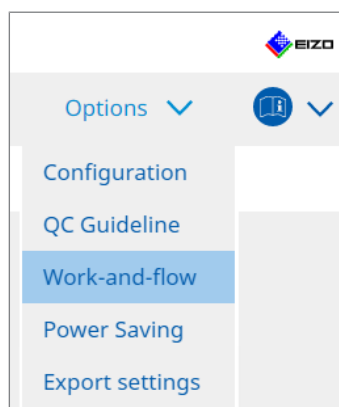 EIZO
Options
Configuration
QC Guideline
Work-and-flow
Power Saving
Export settings